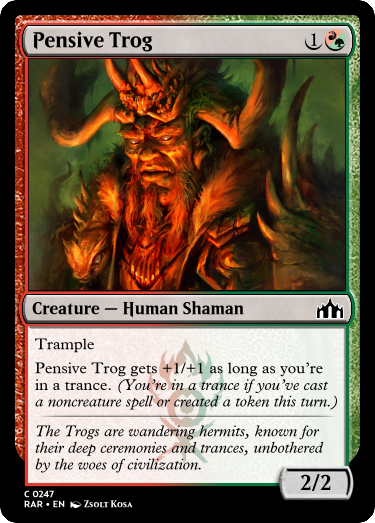 Pensive Trog 1
Creature — Human Shaman
Trample
Pensive Trog gets +1/+1 as long as you're
in a trance. (You're in a trance if you've cast
a noncreature spell or created a token this turn.)
The Trogs are wandering hermits, known for
their deep ceremonies and trances, unbothered
by the woes of civilization.
2/2
C 0247
RAR • EN Zsolt Kosa